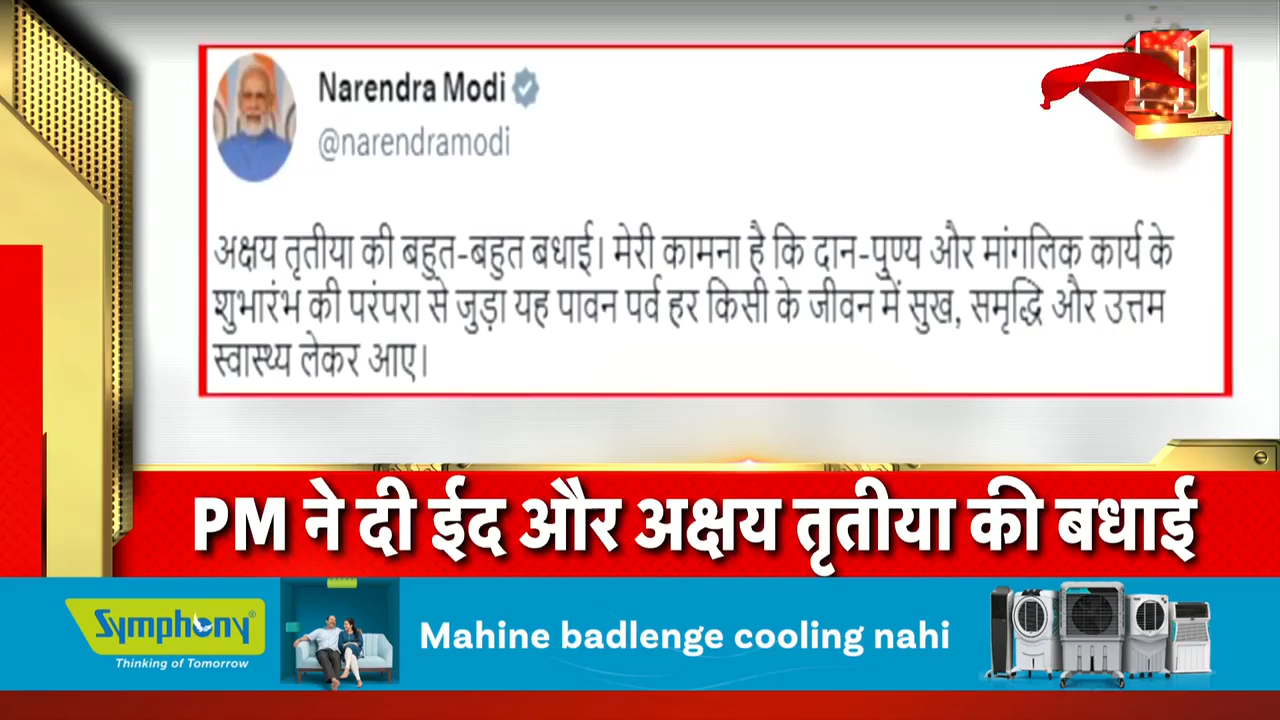 Narendra Modi
@narendramodi
1
अक्षय तृतीया की बहुत-बहुत बधाई। मेरी कामना है कि दान-पुण्य और मांगलिक कार्य के
शुभारंभ की परंपरा से जुड़ा यह पावन पर्व हर किसी के जीवन में सुख, समृद्धि और उत्तम
स्वास्थ्य लेकर आए।
PM ने दी ईद और अक्षय तृतीया की बधाई
Symphony®
Thinking of Tomorrow
Mahine badlenge cooling nahi